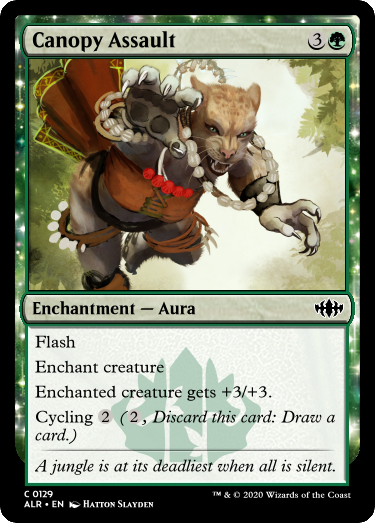 Canopy Assault 3
Enchantment — Aura
Flash
Enchant creature
Enchanted creature gets +3/+3.
Cycling 2 (2, Discard this card: Draw a
card.)
A jungle is at its deadliest when all is silent.
C 0129 ™ & © 2020 Wizards of the Coast
ALR • EN Hatton Slayden